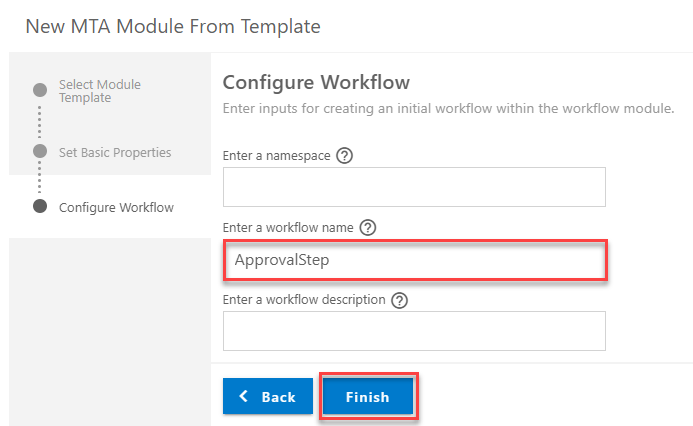 New MTA Module From Template
Select Module
Template
Set Basic Properties
Configure Workflow
Configure Workflow
Enter inputs for creating an initial workflow within the workflow module.
Enter a namespace ?
Enter a workflow name ?
ApprovalStep
Enter a workflow description ?
Back
Finish